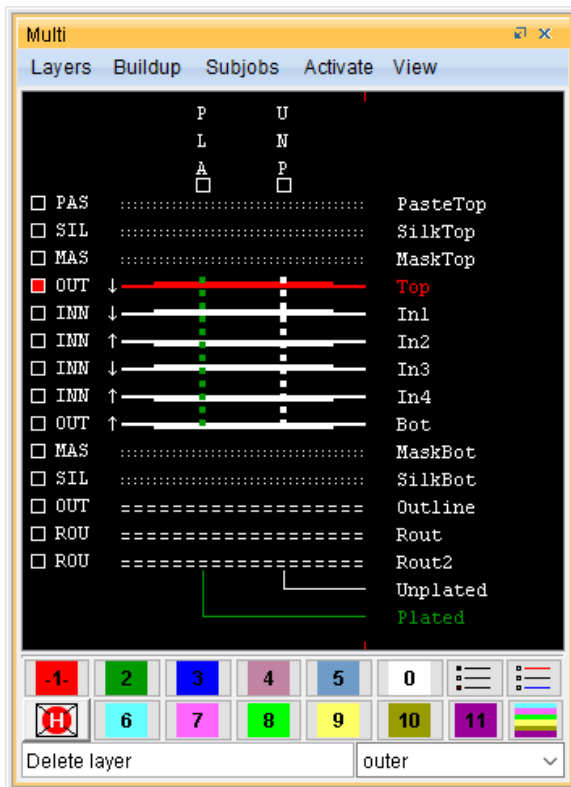 Multi
Layers Buildup Subjobs Activate View
P U
L N
A P
PAS PasteTop
SIL SilkTop
MAS MaskTop
OUT ↓ Top
INN ↓ In1
INN ↑ In2
INN ↓ In3
INN ↑ In4
OUT ↑ Bot
MAS MaskBot
SIL SilkBot
OUT Outline
ROU Rout
ROU Rout2
Unplated
Plated
-1- 2 3 4 5 0
H 6 7 8 9 10 11
Delete layer outer